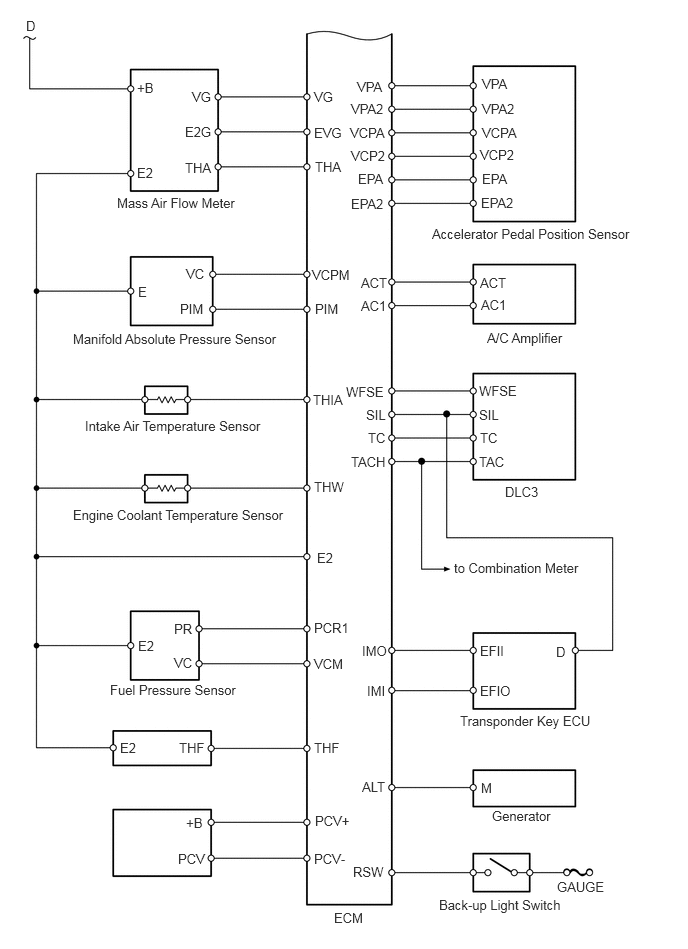 D
+B
VG
VG
E2G
EVG
THA
THA
E2
Mass Air Flow Meter
VPA
VPA
VPA2
VPA2
VCPA
VCPA
VCP2
VCP2
EPA
EPA
EPA2
EPA2
Accelerator Pedal Position Sensor
VC
VCPM
E
PIM
PIM
Manifold Absolute Pressure Sensor
ACT
ACT
AC1
AC1
A/C Amplifier
THIA
Intake Air Temperature Sensor
WFSE
WFSE
SIL
SIL
TC
TC
TACH
TAC
DLC3
THW
Engine Coolant Temperature Sensor
E2
to Combination Meter
PR
PCR1
E2
VC
VCM
Fuel Pressure Sensor
IMO
EFII
D
IMI
EFIO
Transponder Key ECU
E2
THF
THF
ALT
M
Generator
+B
PCV+
PCV
PCV-
RSW
GAUGE
Back-up Light Switch
ECM